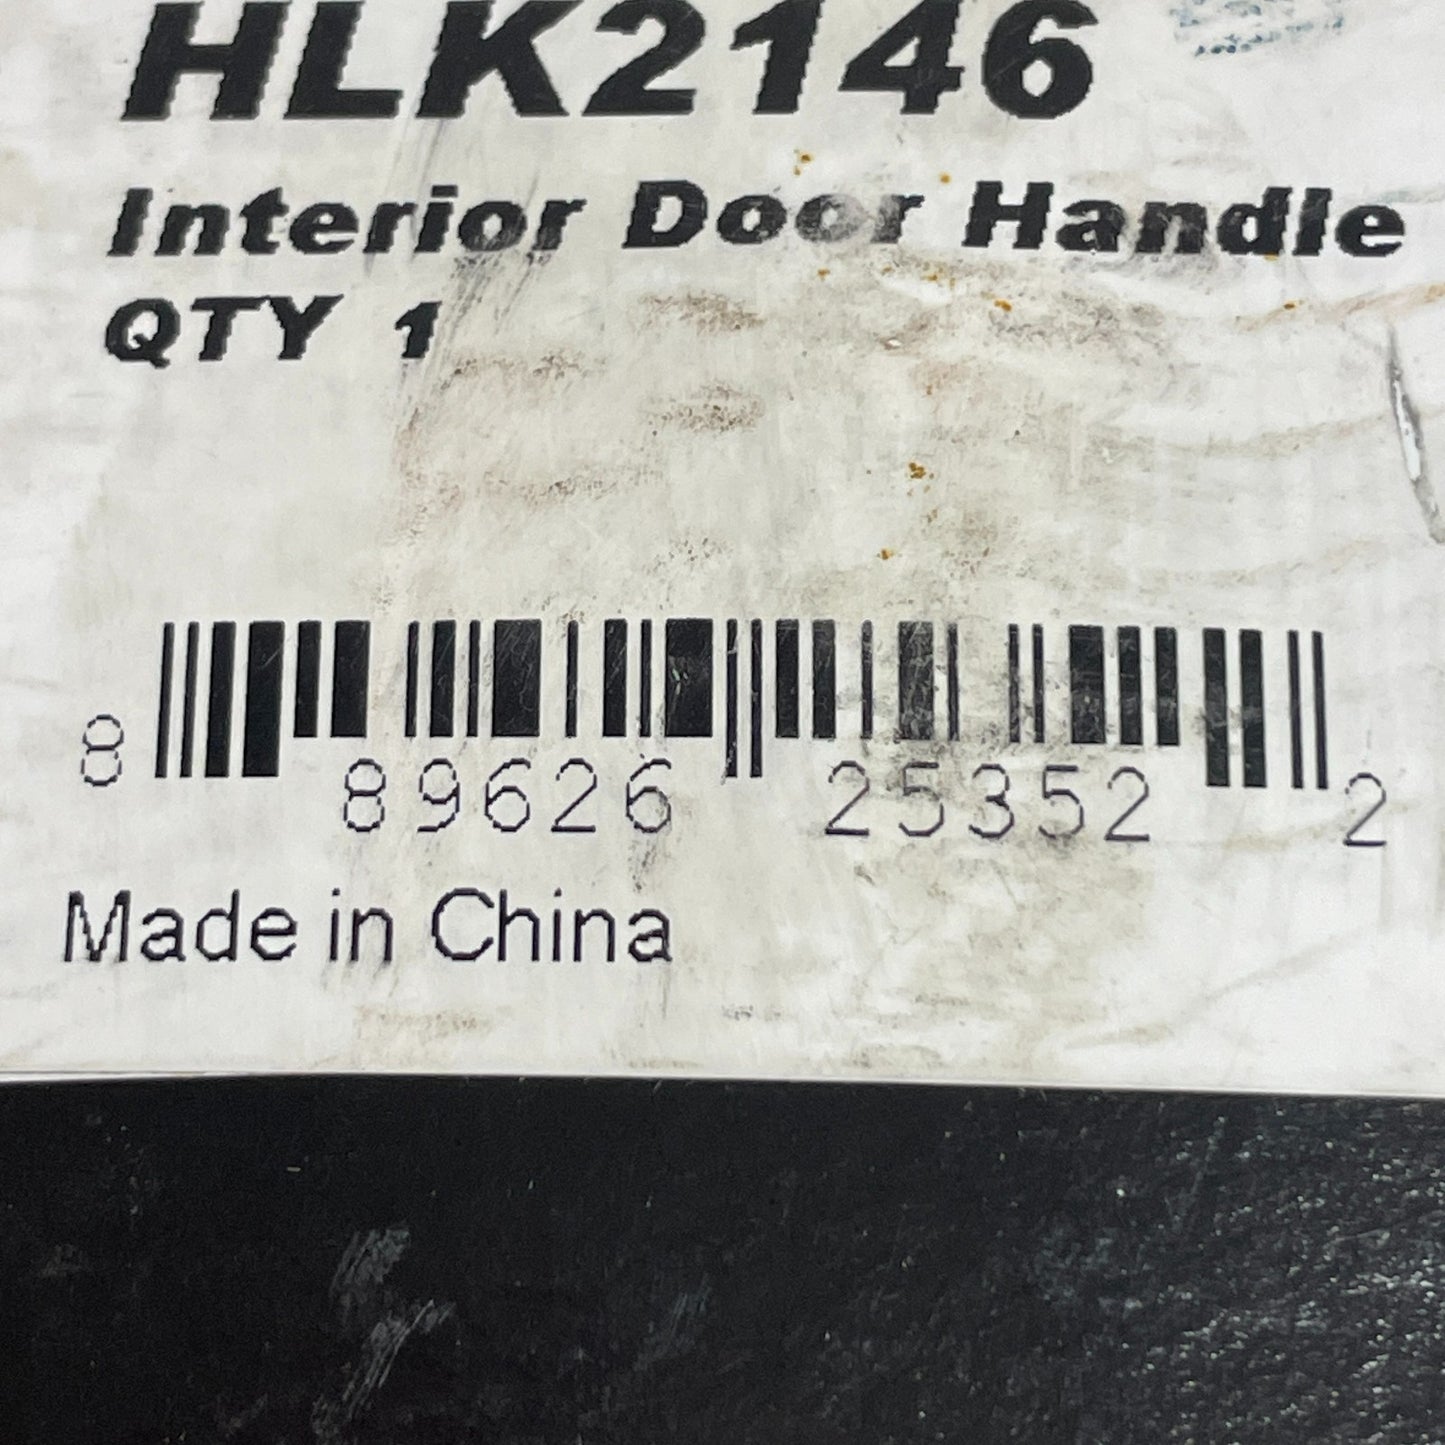 HLK2146
Interior Door Handle
QTY 1
8 89626 25352 2
Made in China